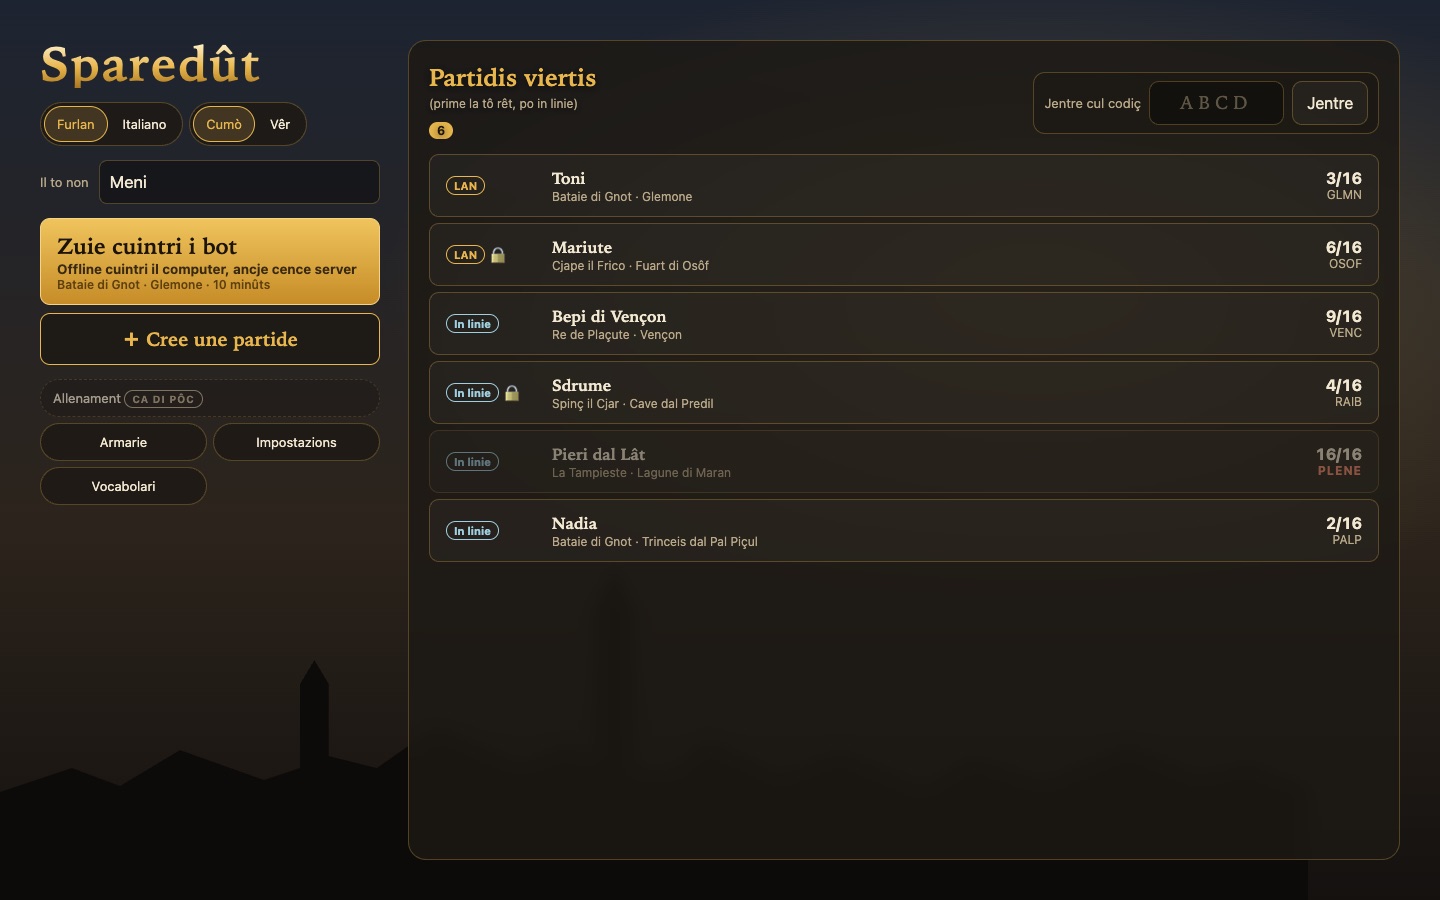 Sparedût
Furlan
Italiano
Cumò
Vêr
Il to non
Meni
Zuie cuintri i bot
Offline cuintri il computer, ancje cence server
Bataie di Gnot · Glemone · 10 minûts
+ Cree une partide
Allenament CA DI PÔC
Armarie
Impostazions
Vocabolari
Partidis viertis
(prime la tô rêt, po in linie)
6
Jentre cul codiç
ABCD
Jentre
LAN
Toni
Bataie di Gnot · Glemone
3/16
GLMN
LAN
Mariute
Cjape il Frico · Fuart di Osôf
6/16
OSOF
In linie
Bepi di Vençon
Re de Plaçute · Vençon
9/16
VENC
In linie
Sdrume
Spinç il Cjar · Cave dal Predil
4/16
RAIB
In linie
Pieri dal Lât
La Tampieste · Lagune di Maran
16/16
PLENE
In linie
Nadia
Bataie di Gnot · Trinceis dal Pal Piçul
2/16
PALP